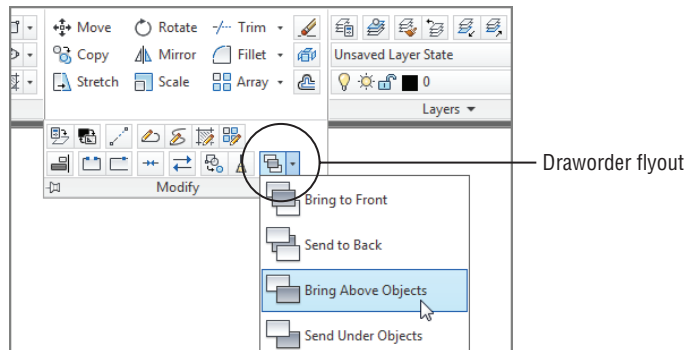 Move Rotate Trim
Copy Mirror Fillet Unsaved Layer State
Stretch Scale Array 0
Layers
Modify
Draworder flyout
Bring to Front
Send to Back
Bring Above Objects
Send Under Objects